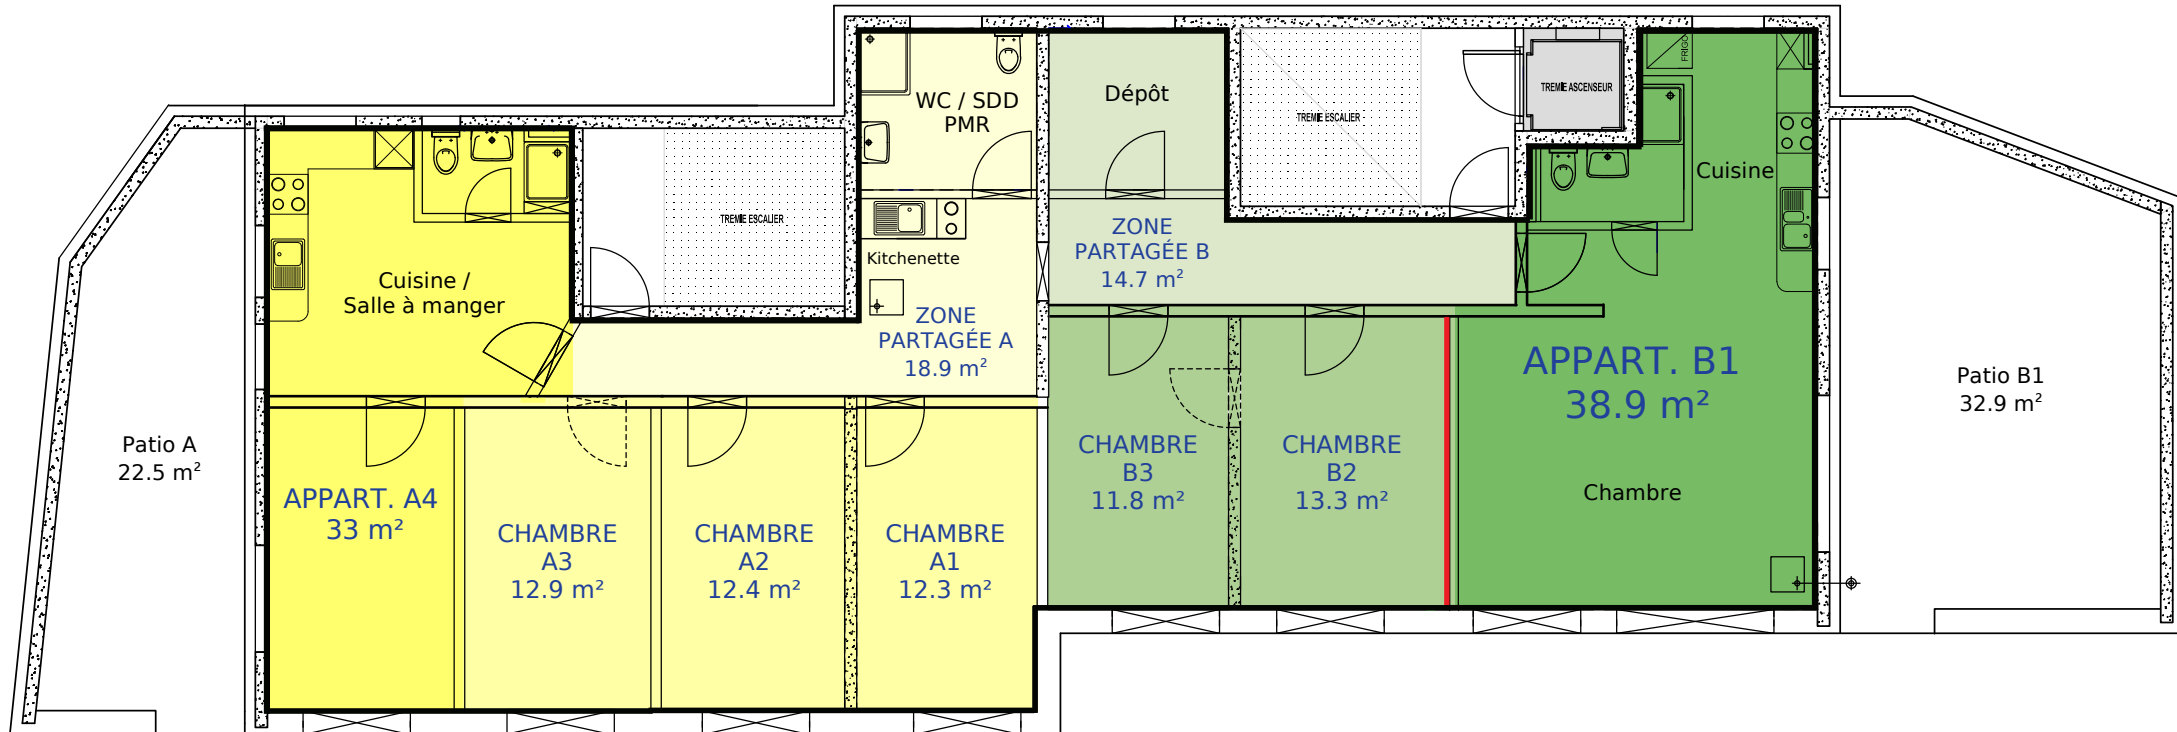 WC / SDD
PMR
Dépôt
FRIGO
TREMIE ASCENSEUR
TREMIE ESCALIER
Cuisine
TREMIE ESCALIER
ZONE
PARTAGÉE B
14.7 m²
Kitchenette
Cuisine /
Salle à manger
ZONE
PARTAGÉE A
18.9 m²
APPART. B1
38.9 m²
Patio B1
32.9 m²
Patio A
22.5 m²
CHAMBRE
B3
11.8 m²
CHAMBRE
B2
13.3 m²
Chambre
APPART. A4
33 m²
CHAMBRE
A3
12.9 m²
CHAMBRE
A2
12.4 m²
CHAMBRE
A1
12.3 m²